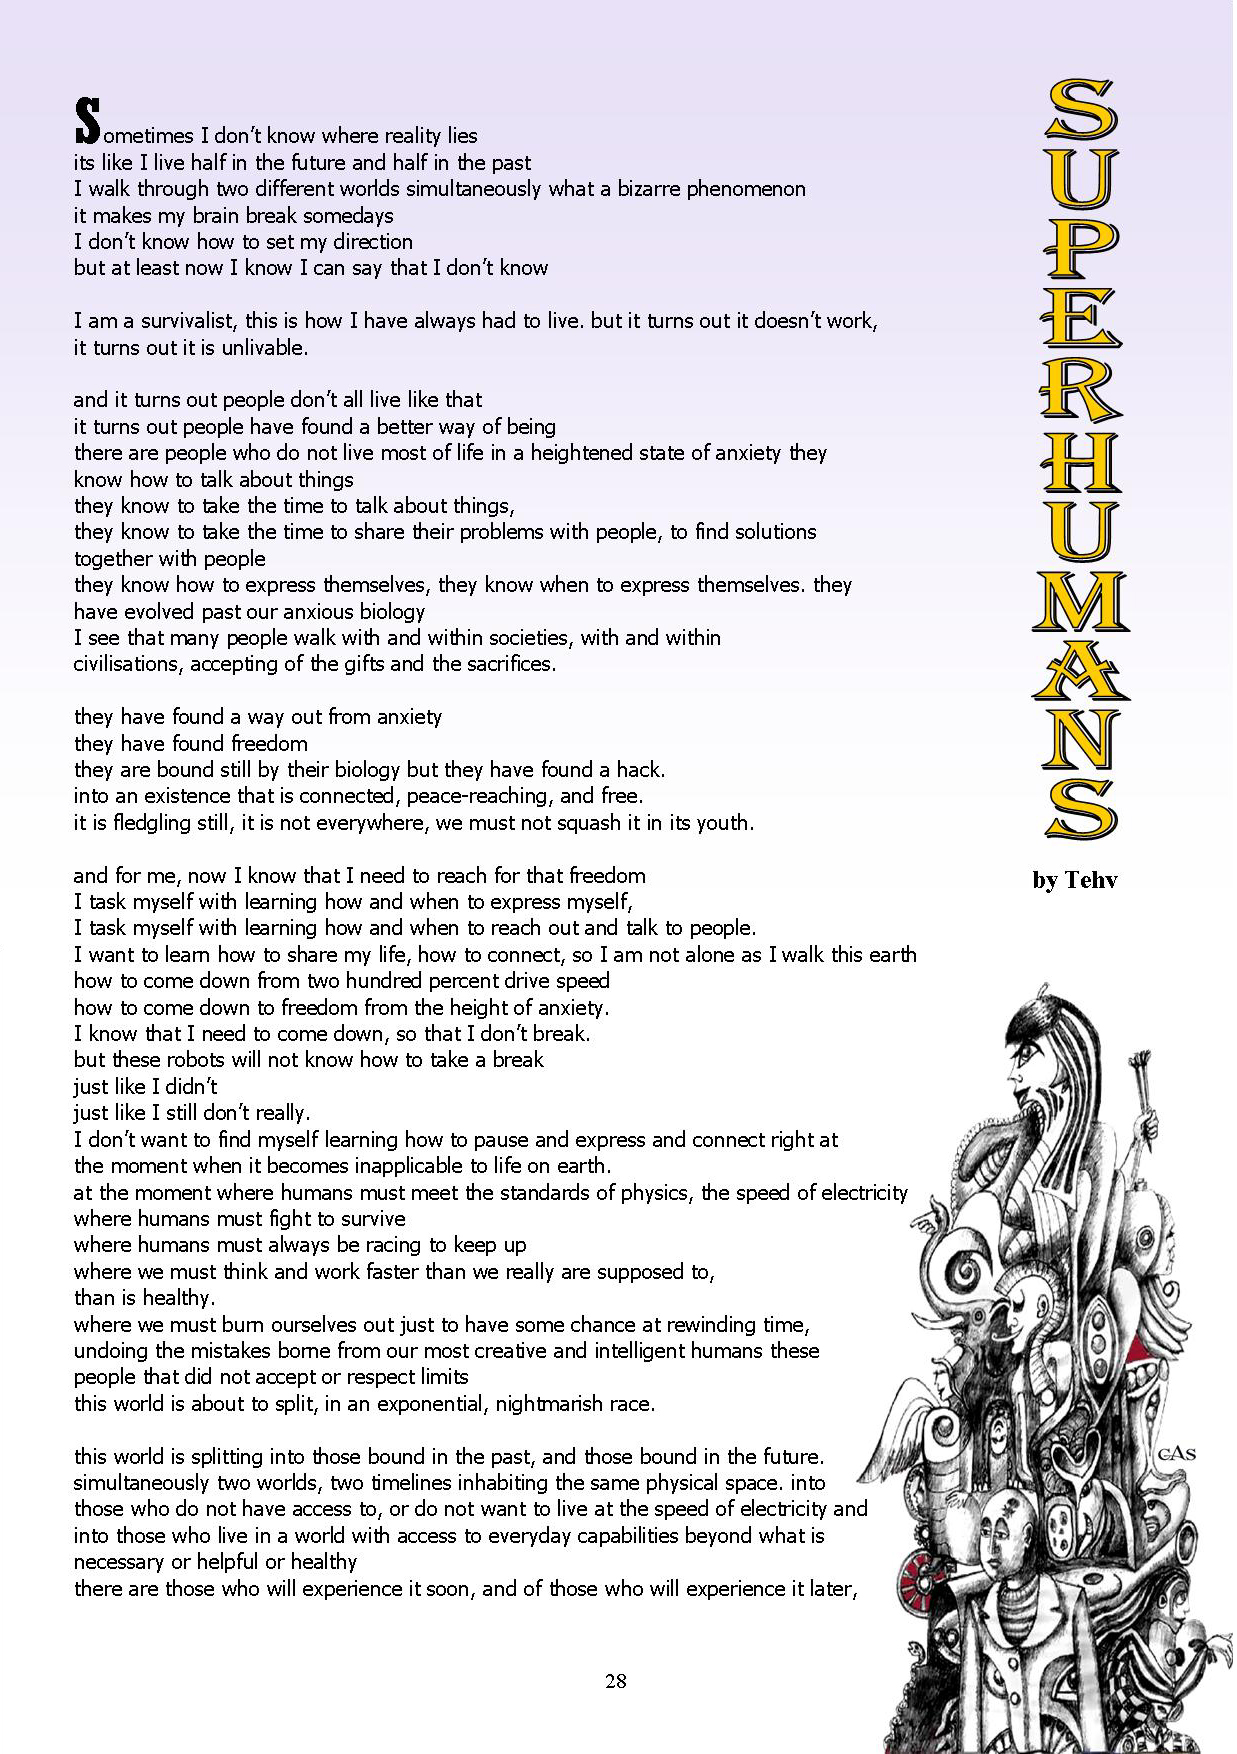 SUPERHUMANS
by Tehv
Sometimes I don't know where reality lies
its like I live half in the future and half in the past
I walk through two different worlds simultaneously what a bizarre phenomenon
it makes my brain break somedays
I don't know how to set my direction
but at least now I know I can say that I don't know
I am a survivalist, this is how I have always had to live. but it turns out it doesn't work,
it turns out it is unlivable.
and it turns out people don't all live like that
it turns out people have found a better way of being
there are people who do not live most of life in a heightened state of anxiety they
know how to talk about things
they know to take the time to talk about things,
they know to take the time to share their problems with people, to find solutions
together with people
they know how to express themselves, they know when to express themselves. they
have evolved past our anxious biology
I see that many people walk with and within societies, with and within
civilisations, accepting of the gifts and the sacrifices.
they have found a way out from anxiety
they have found freedom
they are bound still by their biology but they have found a hack.
into an existence that is connected, peace-reaching, and free.
it is fledgling still, it is not everywhere, we must not squash it in its youth.
and for me, now I know that I need to reach for that freedom
I task myself with learning how and when to express myself,
I task myself with learning how and when to reach out and talk to people.
I want to learn how to share my life, how to connect, so I am not alone as I walk this earth
how to come down from two hundred percent drive speed
how to come down to freedom from the height of anxiety.
I know that I need to come down, so that I don't break.
but these robots will not know how to take a break
just like I didn't
just like I still don't really.
I don't want to find myself learning how to pause and express and connect right at
the moment when it becomes inapplicable to life on earth.
at the moment where humans must meet the standards of physics, the speed of electricity
where humans must fight to survive
where humans must always be racing to keep up
where we must think and work faster than we really are supposed to,
than is healthy.
where we must burn ourselves out just to have some chance at rewinding time,
undoing the mistakes borne from our most creative and intelligent humans these
people that did not accept or respect limits
this world is about to split, in an exponential, nightmarish race.
this world is splitting into those bound in the past, and those bound in the future.
simultaneously two worlds, two timelines inhabiting the same physical space. into
those who do not have access to, or do not want to live at the speed of electricity and
into those who live in a world with access to everyday capabilities beyond what is
necessary or helpful or healthy
there are those who will experience it soon, and of those who will experience it later,
GAS
28